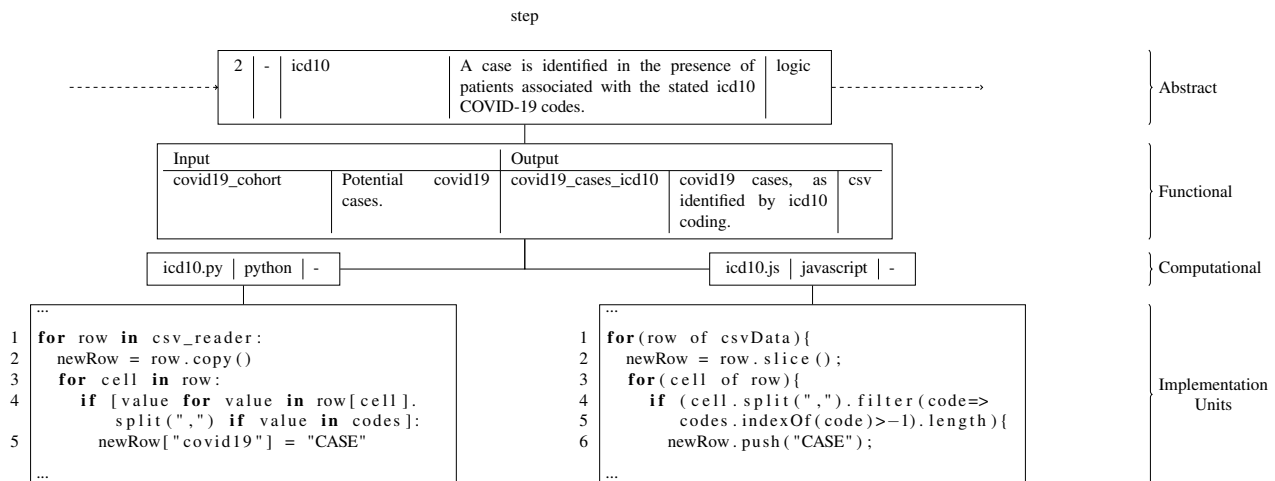 step
2 | - | icd10 | A case is identified in the presence of patients associated with the stated icd10 COVID-19 codes. | logic
Abstract
Input | Output
covid19_cohort | Potential covid19 cases. | covid19_cases_icd10 | covid19 cases, as identified by icd10 coding. | csv
Functional
icd10.py | python | -
icd10.js | javascript | -
Computational
...
1 for row in csv_reader:
2 newRow = row.copy()
3 for cell in row:
4 if [value for value in row[cell].
split(",") if value in codes]:
5 newRow["covid19"] = "CASE"
...
...
1 for(row of csvData){
2 newRow = row.slice();
3 for(cell of row){
4 if (cell.split(",").filter(code=>
5 codes.indexOf(code)>-1).length){
6 newRow.push("CASE");
...
Implementation
Units